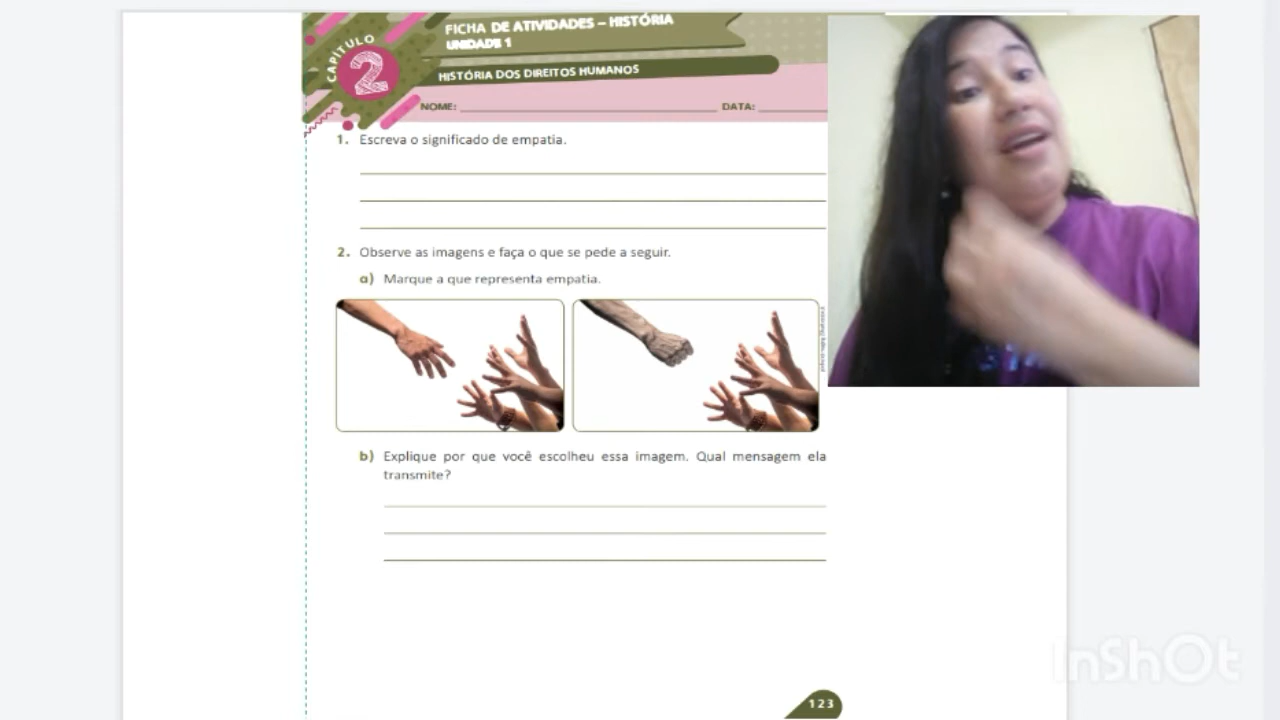 CAPÍTULO
2
FICHA DE ATIVIDADES – HISTÓRIA
UNIDADE 1
HISTÓRIA DOS DIREITOS HUMANOS
NOME: DATA:
1. Escreva o significado de empatia.
2. Observe as imagens e faça o que se pede a seguir.
a) Marque a que representa empatia.
b) Explique por que você escolheu essa imagem. Qual mensagem ela
transmite?
123
InShOt